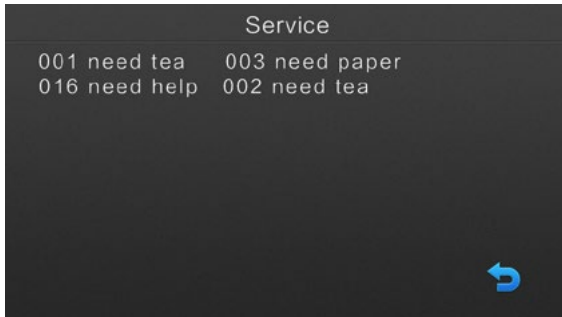 Service
001 need tea 003 need paper
016 need help 002 need tea